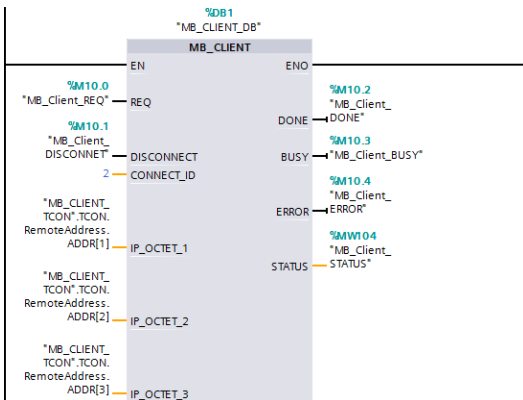 %DB1
"MB_CLIENT_DB"
MB_CLIENT
EN
ENO
%M10.0
"MB_Client_REQ"
REQ
%M10.2
"MB_Client_
DONE"
DONE
%M10.1
"MB_Client_
DISCONNET"
DISCONNECT
%M10.3
"MB_Client_BUSY"
BUSY
2
CONNECT_ID
%M10.4
"MB_Client_
ERROR"
ERROR
"MB_CLIENT_
TCON".TCON.
RemoteAddress.
ADDR[1]
IP_OCTET_1
%MW104
"MB_Client_
STATUS"
STATUS
"MB_CLIENT_
TCON".TCON.
RemoteAddress.
ADDR[2]
IP_OCTET_2
"MB_CLIENT_
TCON".TCON.
RemoteAddress.
ADDR[3]
IP_OCTET_3